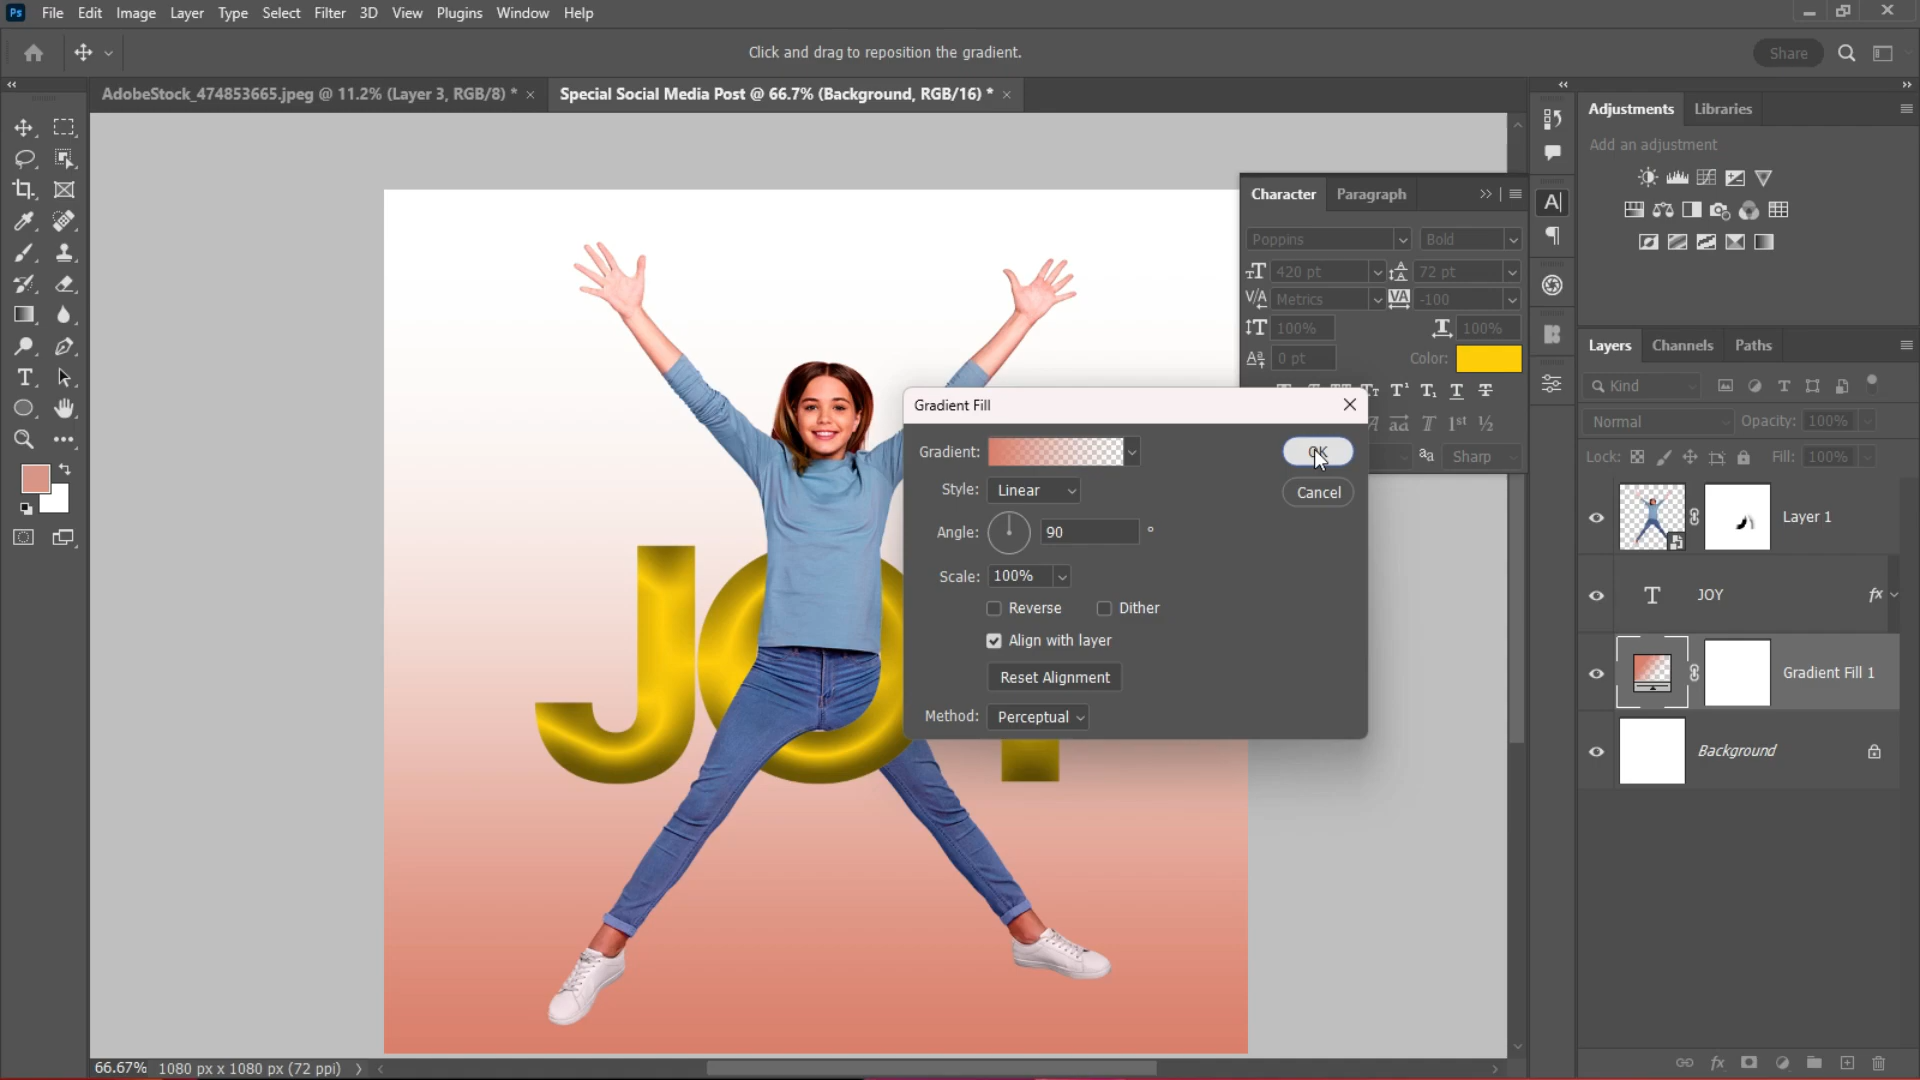 Ps File Edit Image Layer Type Select Filter 3D View Plugins Window Help
Click and drag to reposition the gradient.
Share
AdobeStock_474853665.jpeg @ 11.2% (Layer 3, RGB/8) * ×
Special Social Media Post @ 66.7% (Background, RGB/16) * ×
Adjustments Libraries
Add an adjustment
Character Paragraph
Poppins Bold
420 pt 72 pt
Metrics -100
100% 100%
0 pt Color:
Sharp
JO
Gradient Fill
Gradient: OK
Style: Linear Cancel
Angle: 90 °
Scale: 100%
Reverse Dither
Align with layer
Reset Alignment
Method: Perceptual
Layers Channels Paths
Kind
Normal Opacity: 100%
Lock: Fill: 100%
Layer 1
T JOY fx
Gradient Fill 1
Background
66.67% 1080 px x 1080 px (72 ppi)